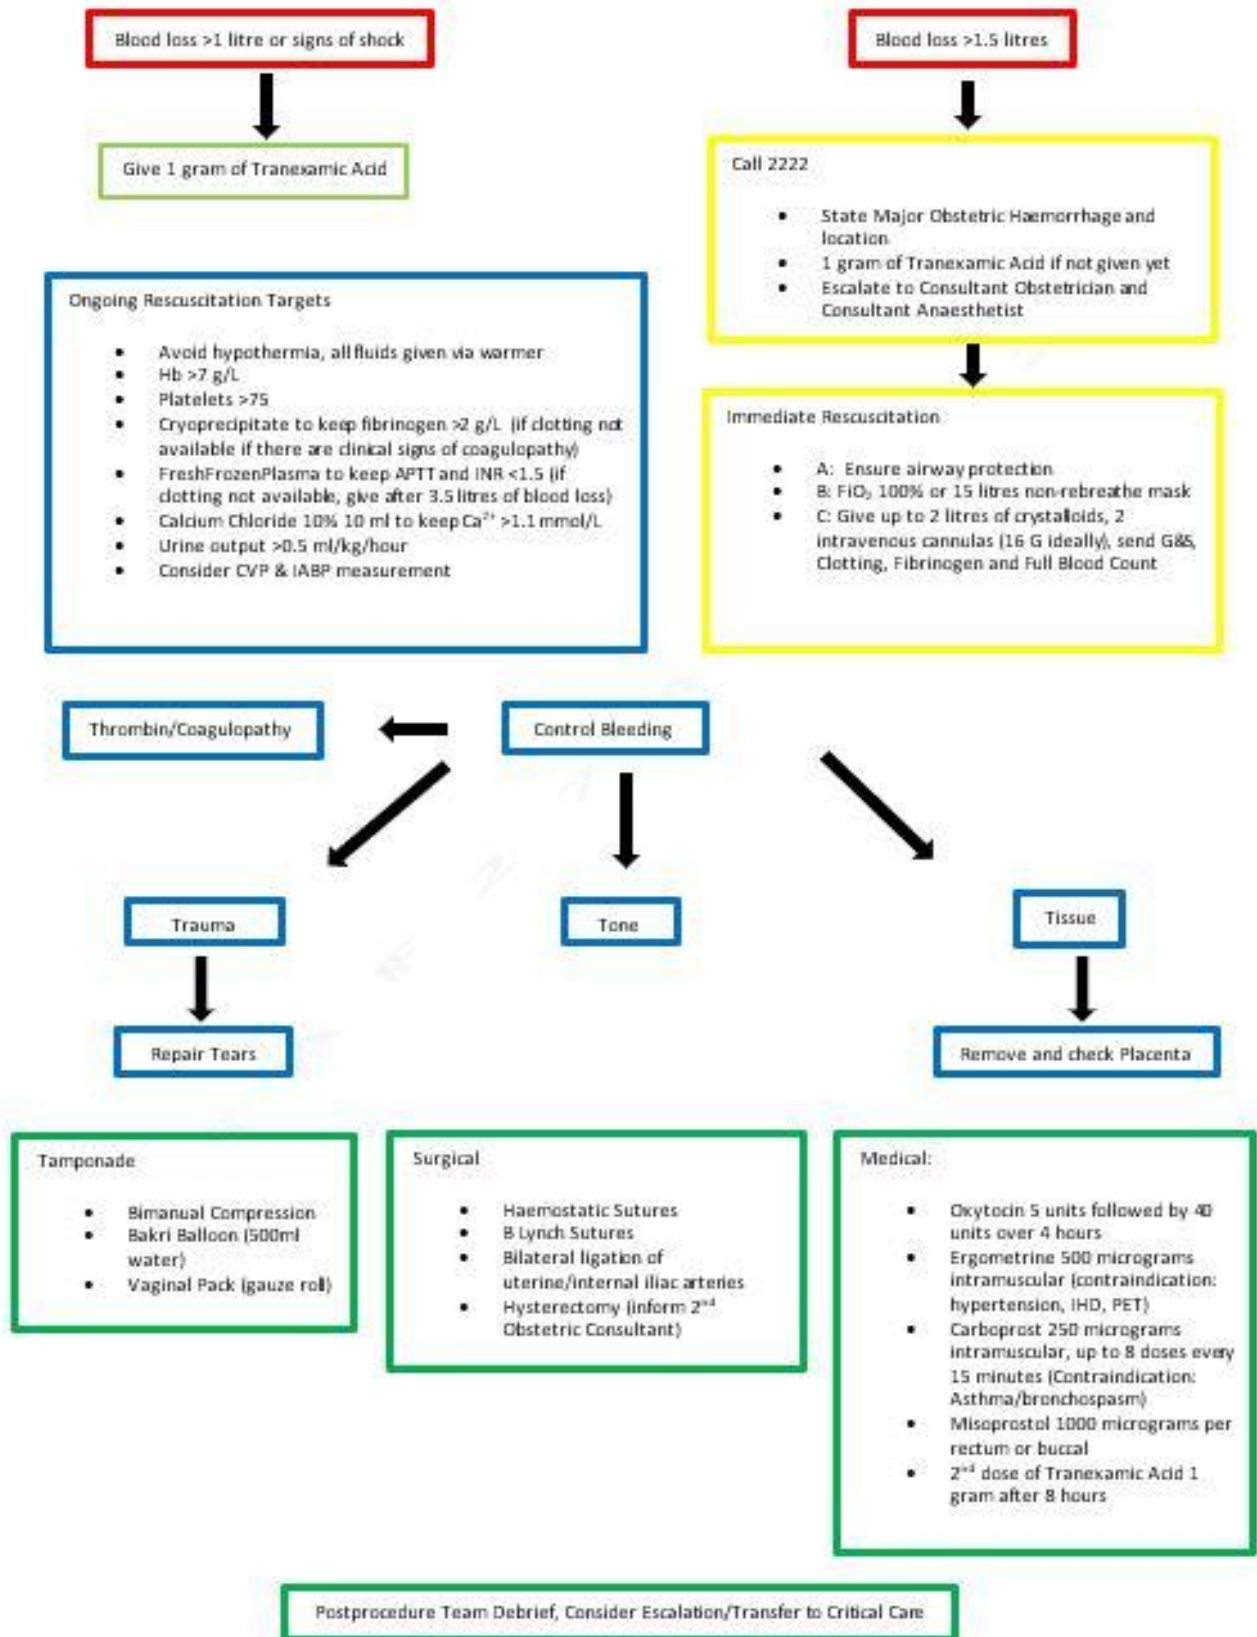 Blood loss >1 litre or signs of shock
Give 1 gram of Tranexamic Acid
Blood loss >1.5 litres
Call 2222
• State Major Obstetric Haemorrhage and
location
• 1 gram of Tranexamic Acid if not given yet
• Escalate to Consultant Obstetrician and
Consultant Anaesthetist
Ongoing Rescuscitation Targets
• Avoid hypothermia, all fluids given via warmer
• Hb >7 g/L
• Platelets >75
• Cryoprecipitate to keep fibrinogen >2 g/L (if clotting not
available if there are clinical signs of coagulopathy)
• FreshFrozenPlasma to keep APTT and INR <1.5 (if
clotting not available, give after 3.5 litres of blood loss)
• Calcium Chloride 10% 10 ml to keep Ca²⁺ >1.1 mmol/L
• Urine output >0.5 ml/kg/hour
• Consider CVP & IABP measurement
Immediate Rescuscitation
• A: Ensure airway protection
• B: FiO₂ 100% or 15 litres non-rebreathe mask
• C: Give up to 2 litres of crystalloids, 2
intravenous cannulas (16 G ideally), send G&S,
Clotting, Fibrinogen and Full Blood Count
Thrombin/Coagulopathy
Control Bleeding
Trauma
Tone
Tissue
Repair Tears
Remove and check Placenta
Tamponade
• Bimanual Compression
• Bakri Balloon (500ml
water)
• Vaginal Pack (gauze roll)
Surgical
• Haemostatic Sutures
• B Lynch Sutures
• Bilateral ligation of
uterine/internal iliac arteries
• Hysterectomy (inform 2ⁿᵈ
Obstetric Consultant)
Medical:
• Oxytocin 5 units followed by 40
units over 4 hours
• Ergometrine 500 micrograms
intramuscular (contraindication:
hypertension, IHD, PET)
• Carboprost 250 micrograms
intramuscular, up to 8 doses every
15 minutes (Contraindication:
Asthma/bronchospasm)
• Misoprostol 1000 micrograms per
rectum or buccal
• 2ⁿᵈ dose of Tranexamic Acid 1
gram after 8 hours
Postprocedure Team Debrief, Consider Escalation/Transfer to Critical Care